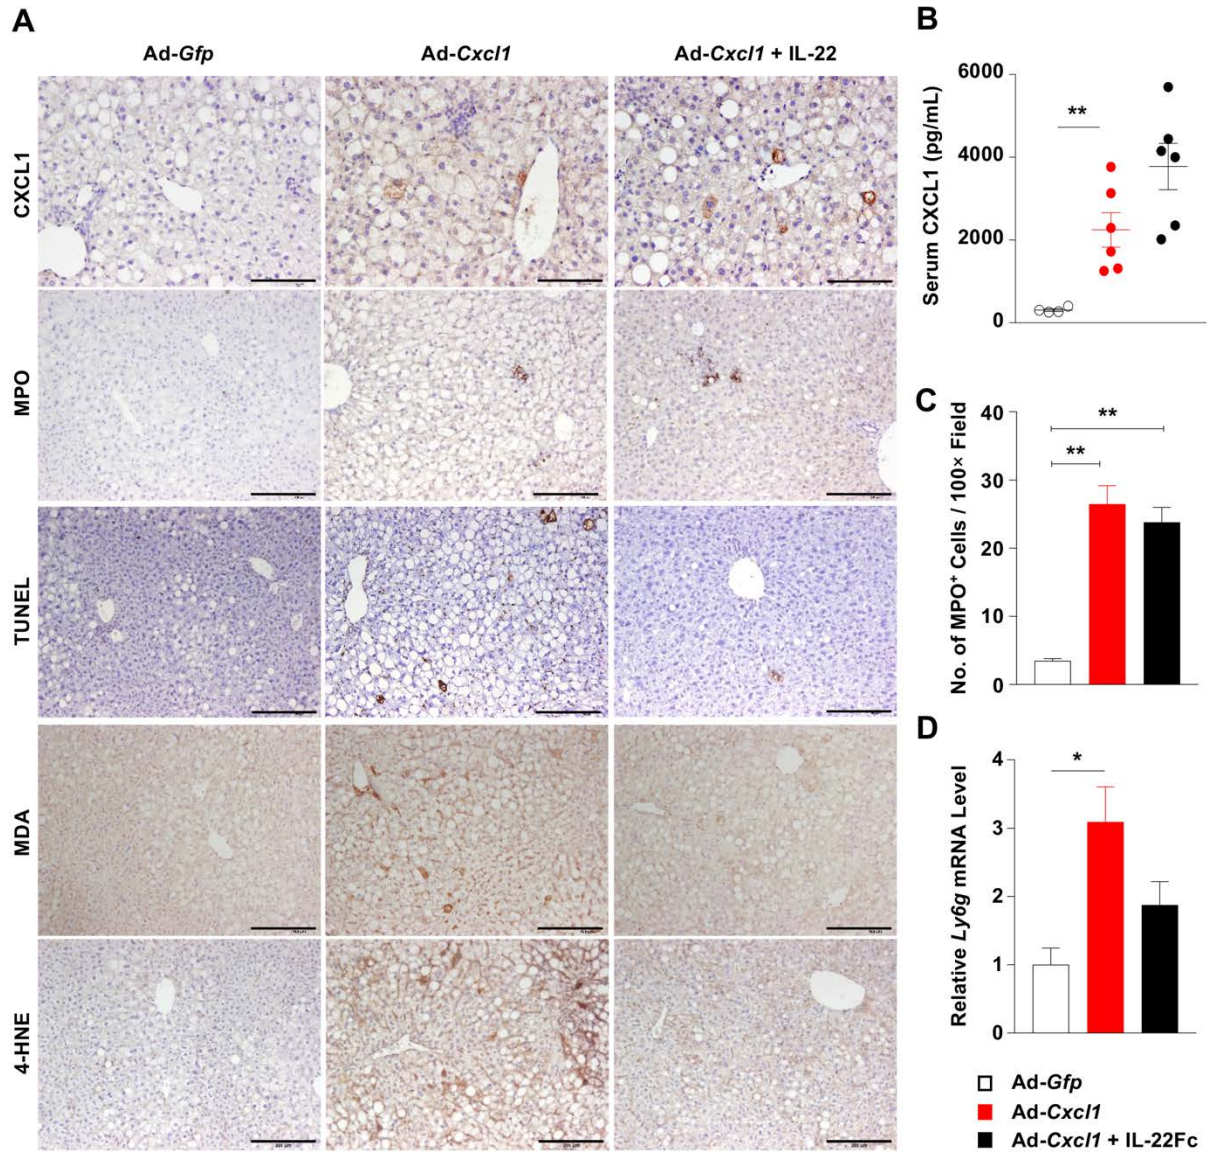 A
Ad-Gfp
Ad-Cxcl1
Ad-Cxcl1 + IL-22
CXCL1
MPO
TUNEL
MDA
4-HNE
B
Serum CXCL1 (pg/mL)
6000
4000
2000
0
**
C
No. of MPO⁺ Cells / 100× Field
40
30
20
10
0
**
**
D
Relative Ly6g mRNA Level
4
3
2
1
0
*
Ad-Gfp
Ad-Cxcl1
Ad-Cxcl1 + IL-22Fc